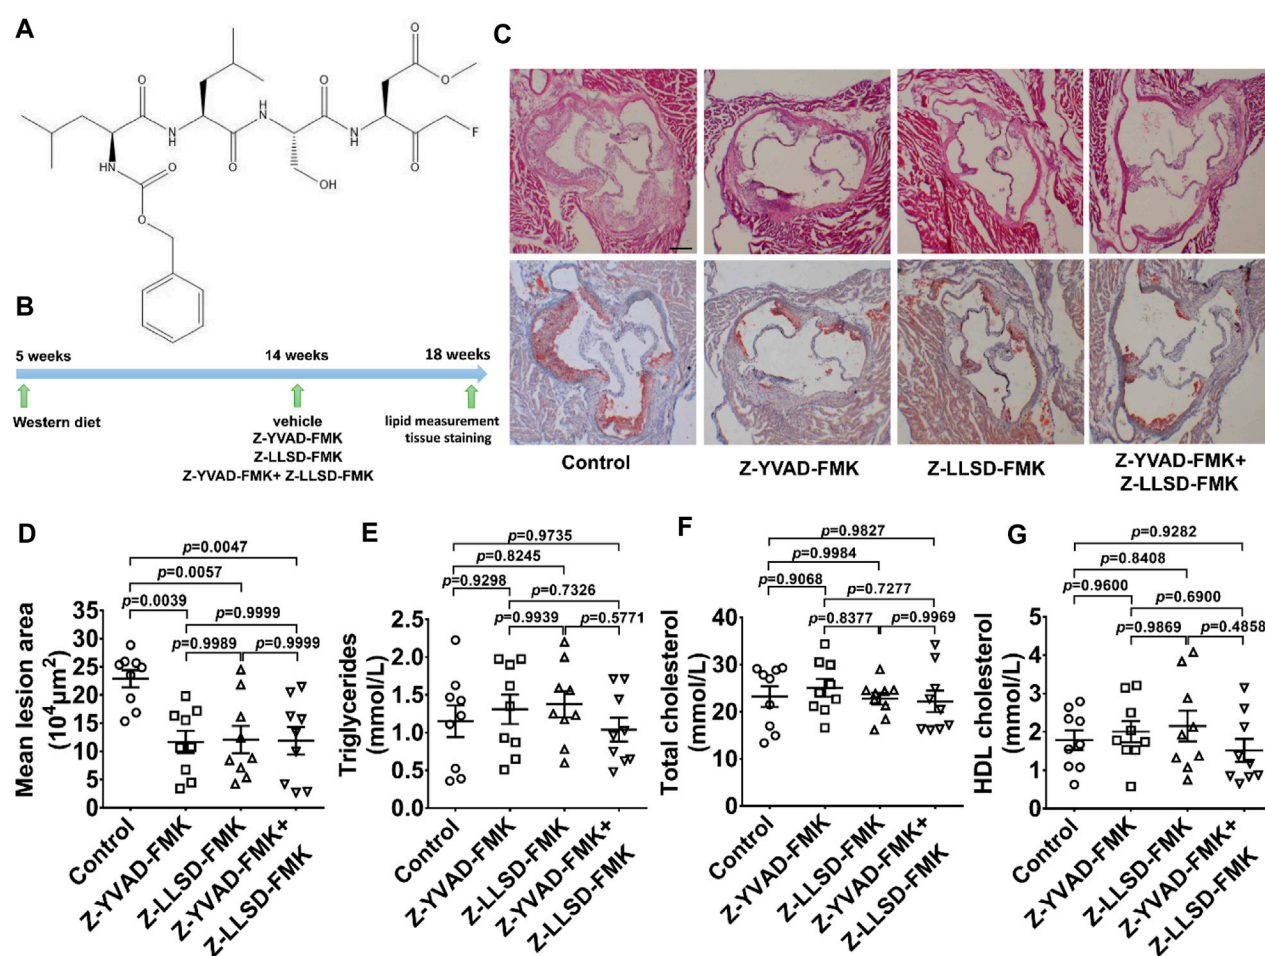 A
O
O
F
O
O
O
O
O
H
N
N
H
H
N
N
H
HN
O
O
OH
B
5 weeks
14 weeks
18 weeks
Western diet
vehicle
Z-YVAD-FMK
Z-LLSD-FMK
Z-YVAD-FMK+ Z-LLSD-FMK
lipid measurement
tissue staining
C
Control
Z-YVAD-FMK
Z-LLSD-FMK
Z-YVAD-FMK+
Z-LLSD-FMK
D
p=0.0047
p=0.0057
p=0.0039
p=0.9999
p=0.9989
p=0.9999
Mean lesion area
(10⁴µm²)
35
30
25
20
15
10
5
0
Control
Z-YVAD-FMK
Z-LLSD-FMK
Z-YVAD-FMK+
Z-LLSD-FMK
E
p=0.9735
p=0.8245
p=0.9298
p=0.7326
p=0.9939
p=0.5771
Triglycerides
(mmol/L)
2.5
2.0
1.5
1.0
0.5
0.0
Control
Z-YVAD-FMK
Z-LLSD-FMK
Z-YVAD-FMK+
Z-LLSD-FMK
F
p=0.9827
p=0.9984
p=0.9068
p=0.7277
p=0.8377
p=0.9969
Total cholesterol
(mmol/L)
40
30
20
10
0
Control
Z-YVAD-FMK
Z-LLSD-FMK
Z-YVAD-FMK+
Z-LLSD-FMK
G
p=0.9282
p=0.8408
p=0.9600
p=0.6900
p=0.9869
p=0.4858
HDL cholesterol
(mmol/L)
5
4
3
2
1
0
Control
Z-YVAD-FMK
Z-LLSD-FMK
Z-YVAD-FMK+
Z-LLSD-FMK